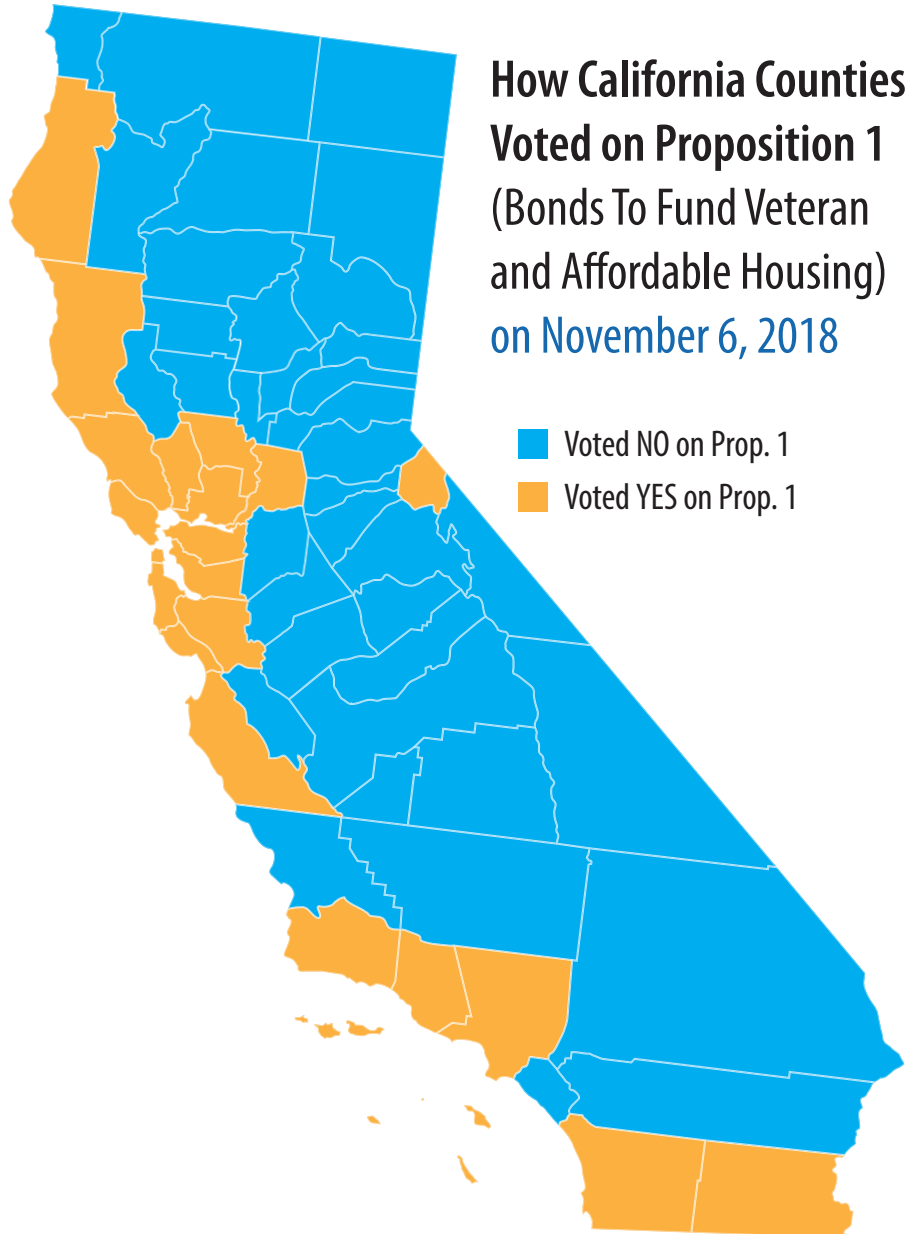 How California Counties
Voted on Proposition 1
(Bonds To Fund Veteran
and Affordable Housing)
on November 6, 2018
Voted NO on Prop. 1
Voted YES on Prop. 1